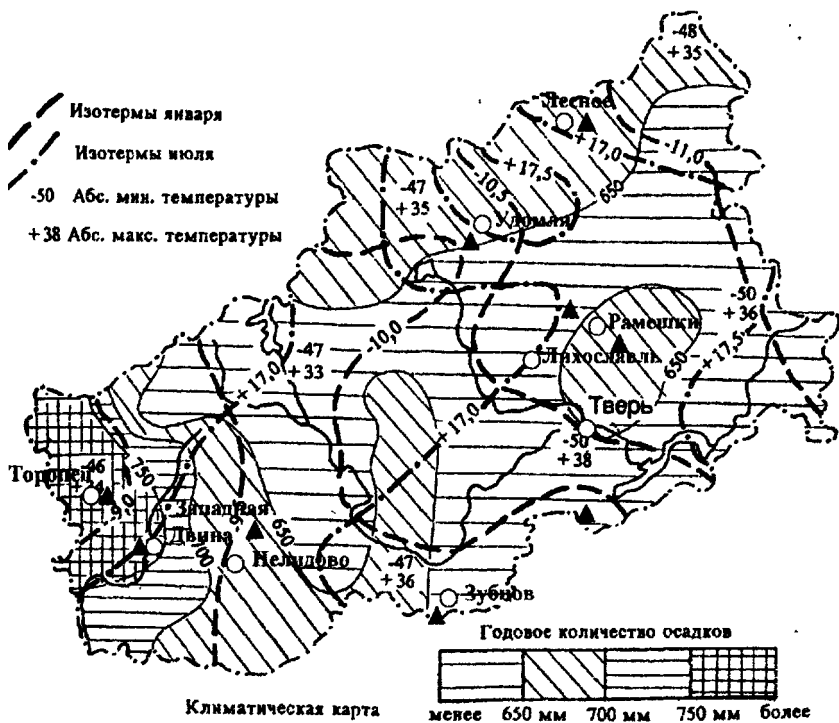 -48
+35
Лесное
Изотермы января
+17,0
-11,0
Изотермы июля
+17,5
-47
+35
-10,5
650
-50 Абс. мин. температуры
Удомля
+38 Абс. макс. температуры
-50
+36
Рамешки
-10,0
-47
+33
Лихославль
650
+17,5
+17,0
+17,0
Тверь
-50
+38
750
Торопец
-46
-9,0
Западная
Двина
700
650
Нелидово
-47
+36
Зубцов
Годовое количество осадков
Климатическая карта
менее 650 мм 700 мм 750 мм более